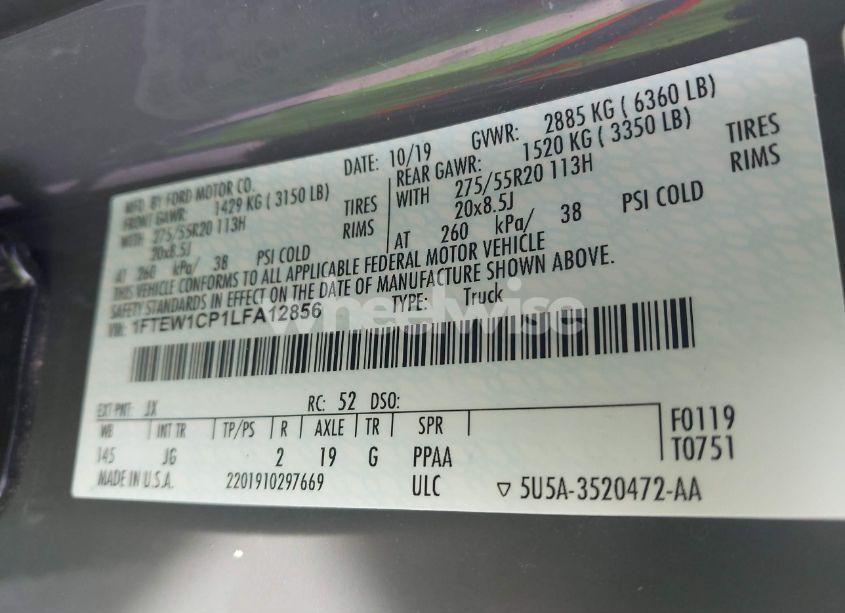 MFD. BY FORD MOTOR CO. DATE: 10/19 GVWR: 2885 KG ( 6360 LB)
FRONT GAWR: 1429 KG ( 3150 LB) REAR GAWR: 1520 KG ( 3350 LB)
WITH 275/55R20 113H TIRES WITH 275/55R20 113H TIRES
20x8.5J RIMS 20x8.5J RIMS
AT 260 kPa/ 38 PSI COLD AT 260 kPa/ 38 PSI COLD
THIS VEHICLE CONFORMS TO ALL APPLICABLE FEDERAL MOTOR VEHICLE
SAFETY STANDARDS IN EFFECT ON THE DATE OF MANUFACTURE SHOWN ABOVE.
VIN: 1FTEW1CP1LFA12856 TYPE: Truck
wheelwise
EXT PNT: JX RC: 52 DSO:
WB INT TR TP/PS R AXLE TR SPR F0119
145 JG 2 19 G PPAA T0751
MADE IN U.S.A. 2201910297669 ULC ▽ 5U5A-3520472-AA